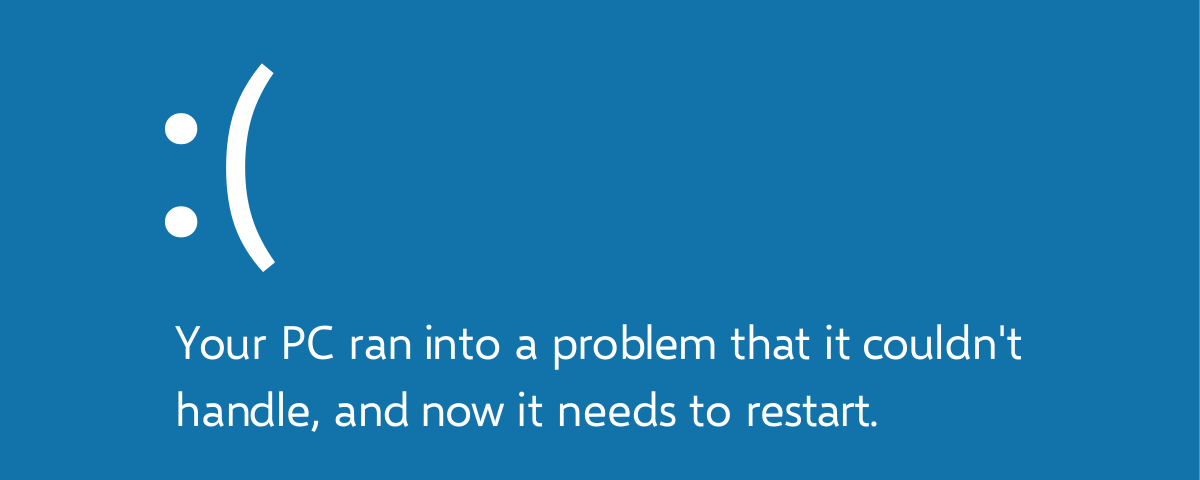 :(
Your PC ran into a problem that it couldn't
handle, and now it needs to restart.